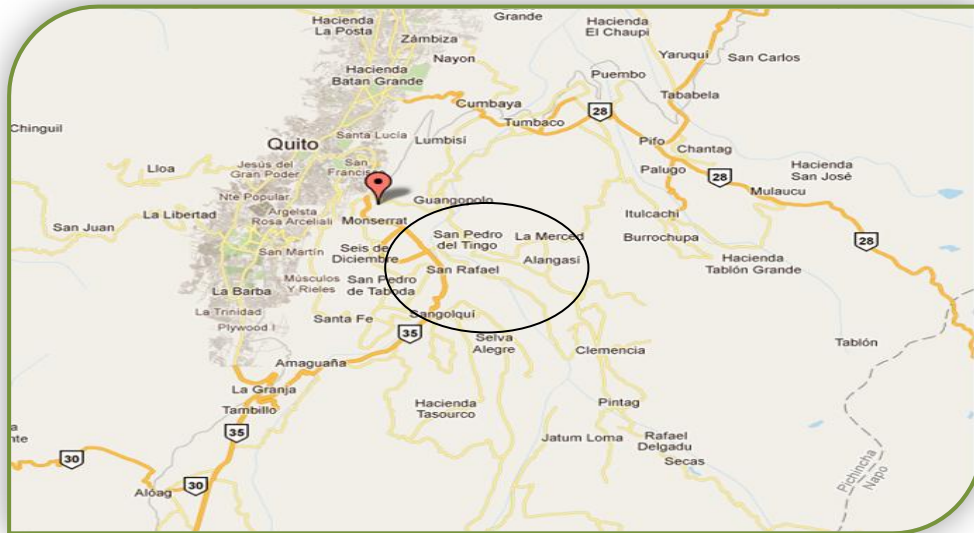 Hacienda
La Posta
Grande
Hacienda
El Chaupi
Zámbiza
Nayon
Yaruqui
San Carlos
Hacienda
Batan Grande
Puembo
Tababela
Cumbaya
28
Chinguil
Santa Lucía
Tumbaco
Quito
Lumbisí
Pifo
Chantag
Lloa
Jesús del
Gran Poder
San
Francisco
Palugo
28
Hacienda
San José
Mulaucu
Nte Popular
Guangopolo
La Libertad
Argelsta
Rosa Arceliali
Monserrat
Itulcachi
San Juan
San Pedro
del Tingo
La Merced
Burrochupa
28
San Martín
Seis de
Diciembre
Alangasí
Hacienda
Tablón Grande
San Rafael
La Barba
Músculos
Y Rieles
San Pedro
de Taboda
La Trinidad
Santa Fe
Sangolquí
Plywood I
35
Selva
Alegre
Clemencia
Tablón
Amaguaña
La Granja
Hacienda
Tasourco
Pintag
Tambillo
35
Jatum Loma
Rafael
Delgadu
30
Secas
Pichincha
Napo
Alóag
30